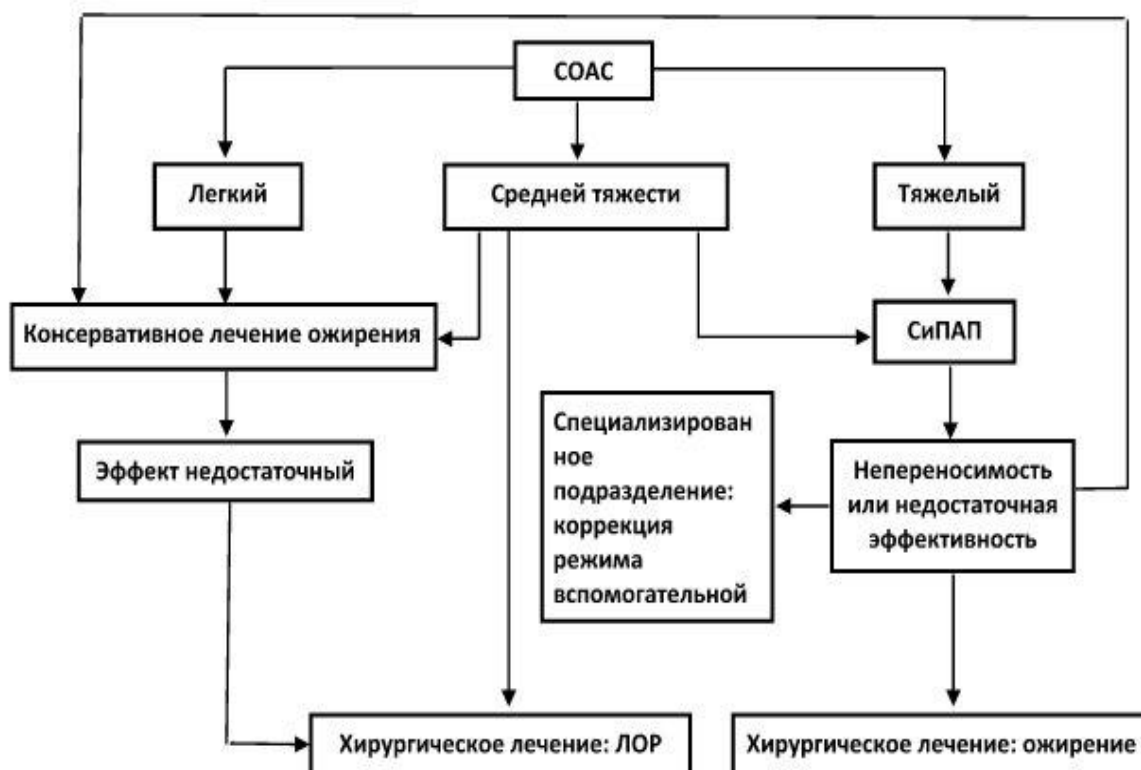 СОАС
Легкий
Средней тяжести
Тяжелый
Консервативное лечение ожирения
СиПАП
Эффект недостаточный
Специализирован
ное
подразделение:
коррекция
режима
вспомогательной
Непереносимость
или недостаточная
эффективность
Хирургическое лечение: ЛОР
Хирургическое лечение: ожирение